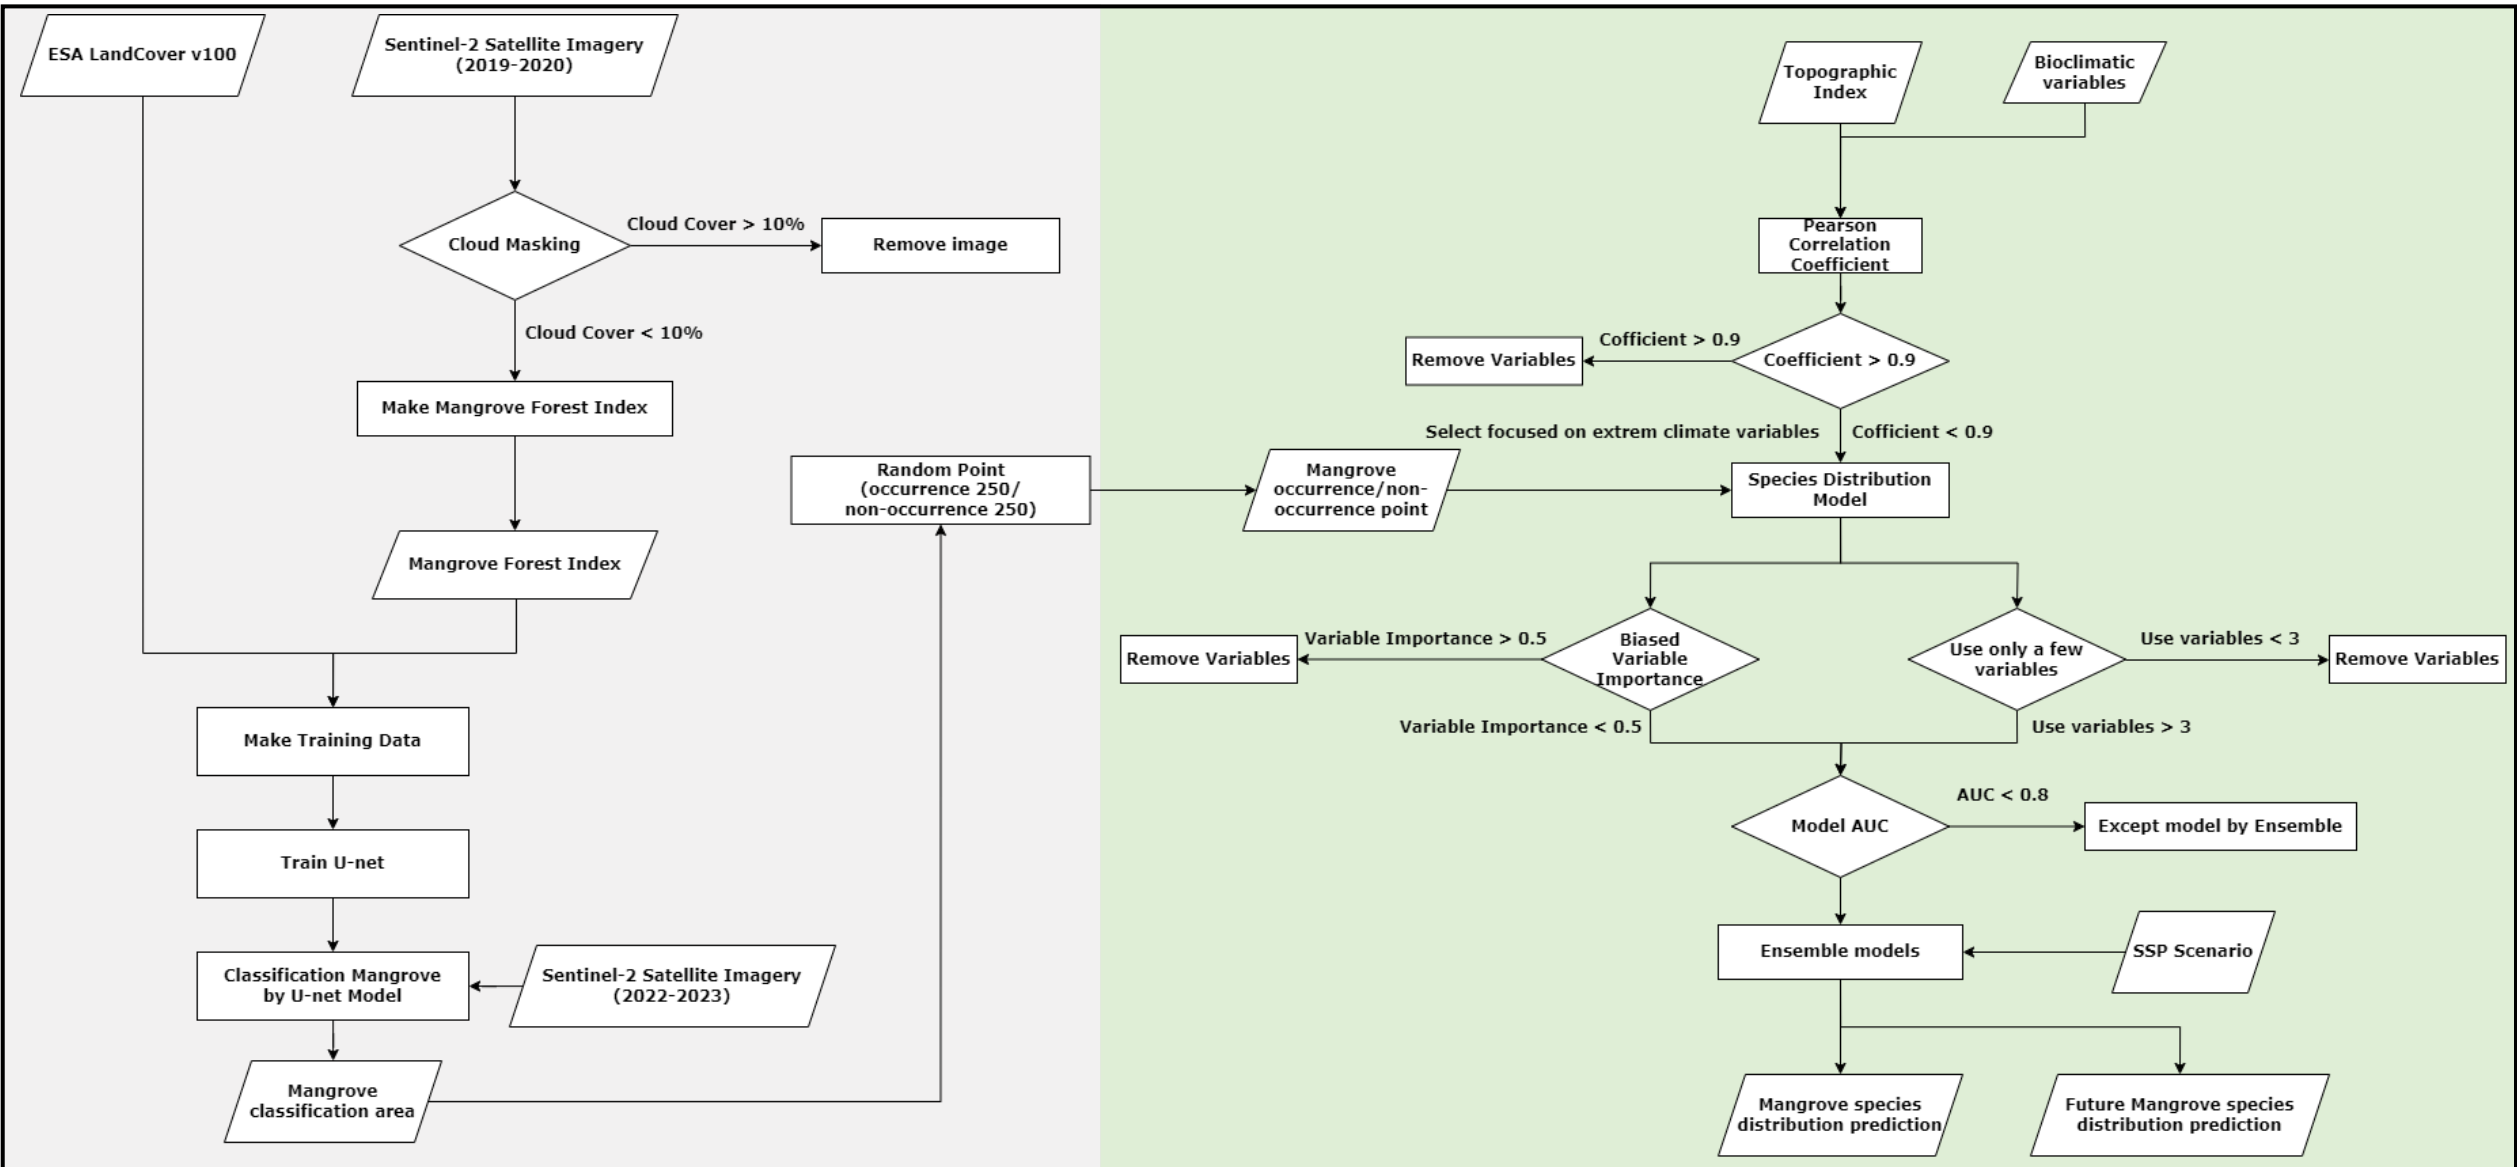 ESA LandCover v100
Sentinel-2 Satellite Imagery
(2019-2020)
Cloud Masking
Cloud Cover > 10%
Remove image
Cloud Cover < 10%
Make Mangrove Forest Index
Mangrove Forest Index
Make Training Data
Train U-net
Classification Mangrove
by U-net Model
Sentinel-2 Satellite Imagery
(2022-2023)
Mangrove
classification area
Random Point
(occurrence 250/
non-occurrence 250)
Topographic
Index
Bioclimatic
variables
Pearson
Correlation
Coefficient
Cofficient > 0.9
Remove Variables
Coefficient > 0.9
Select focused on extrem climate variables
Cofficient < 0.9
Mangrove
occurrence/non-
occurrence point
Species Distribution
Model
Remove Variables
Variable Importance > 0.5
Biased
Variable
Importance
Use only a few
variables
Use variables < 3
Remove Variables
Variable Importance < 0.5
Use variables > 3
Model AUC
AUC < 0.8
Except model by Ensemble
Ensemble models
SSP Scenario
Mangrove species
distribution prediction
Future Mangrove species
distribution prediction